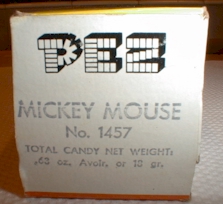 PEZ
MICKEY MOUSE
No. 1457
TOTAL CANDY NET WEIGHT:
.63 oz. Avoir. or 18 gr.